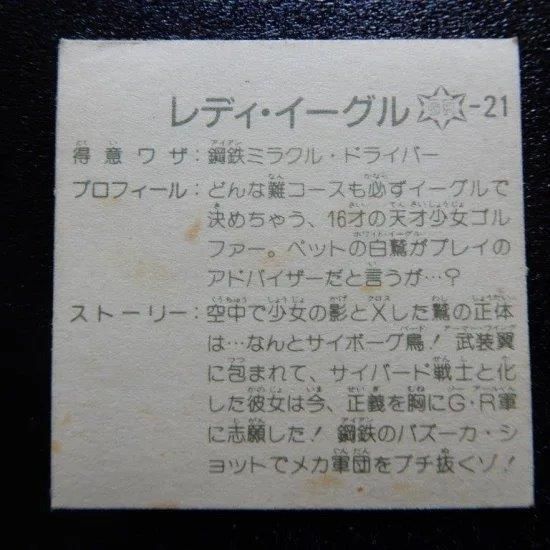 レディ・イーグル -21
得意ワザ:鋼鉄ミラクル・ドライバー
プロフィール:どんな難コースも必ずイーグルで
決めちゃう、16才の天才少女ゴル
ファー。ペットの白鷲がプレイの
アドバイザーだと言うが…?
ストーリー:空中で少女の影とXした鷲の正体
は…なんとサイボーグ鳥! 武装翼
に包まれて、サイバード戦士と化
した彼女は今、正義を胸にG・R軍
に志願した! 鋼鉄のバズーカ・シ
ョットでメカ軍団をブチ抜くゾ!